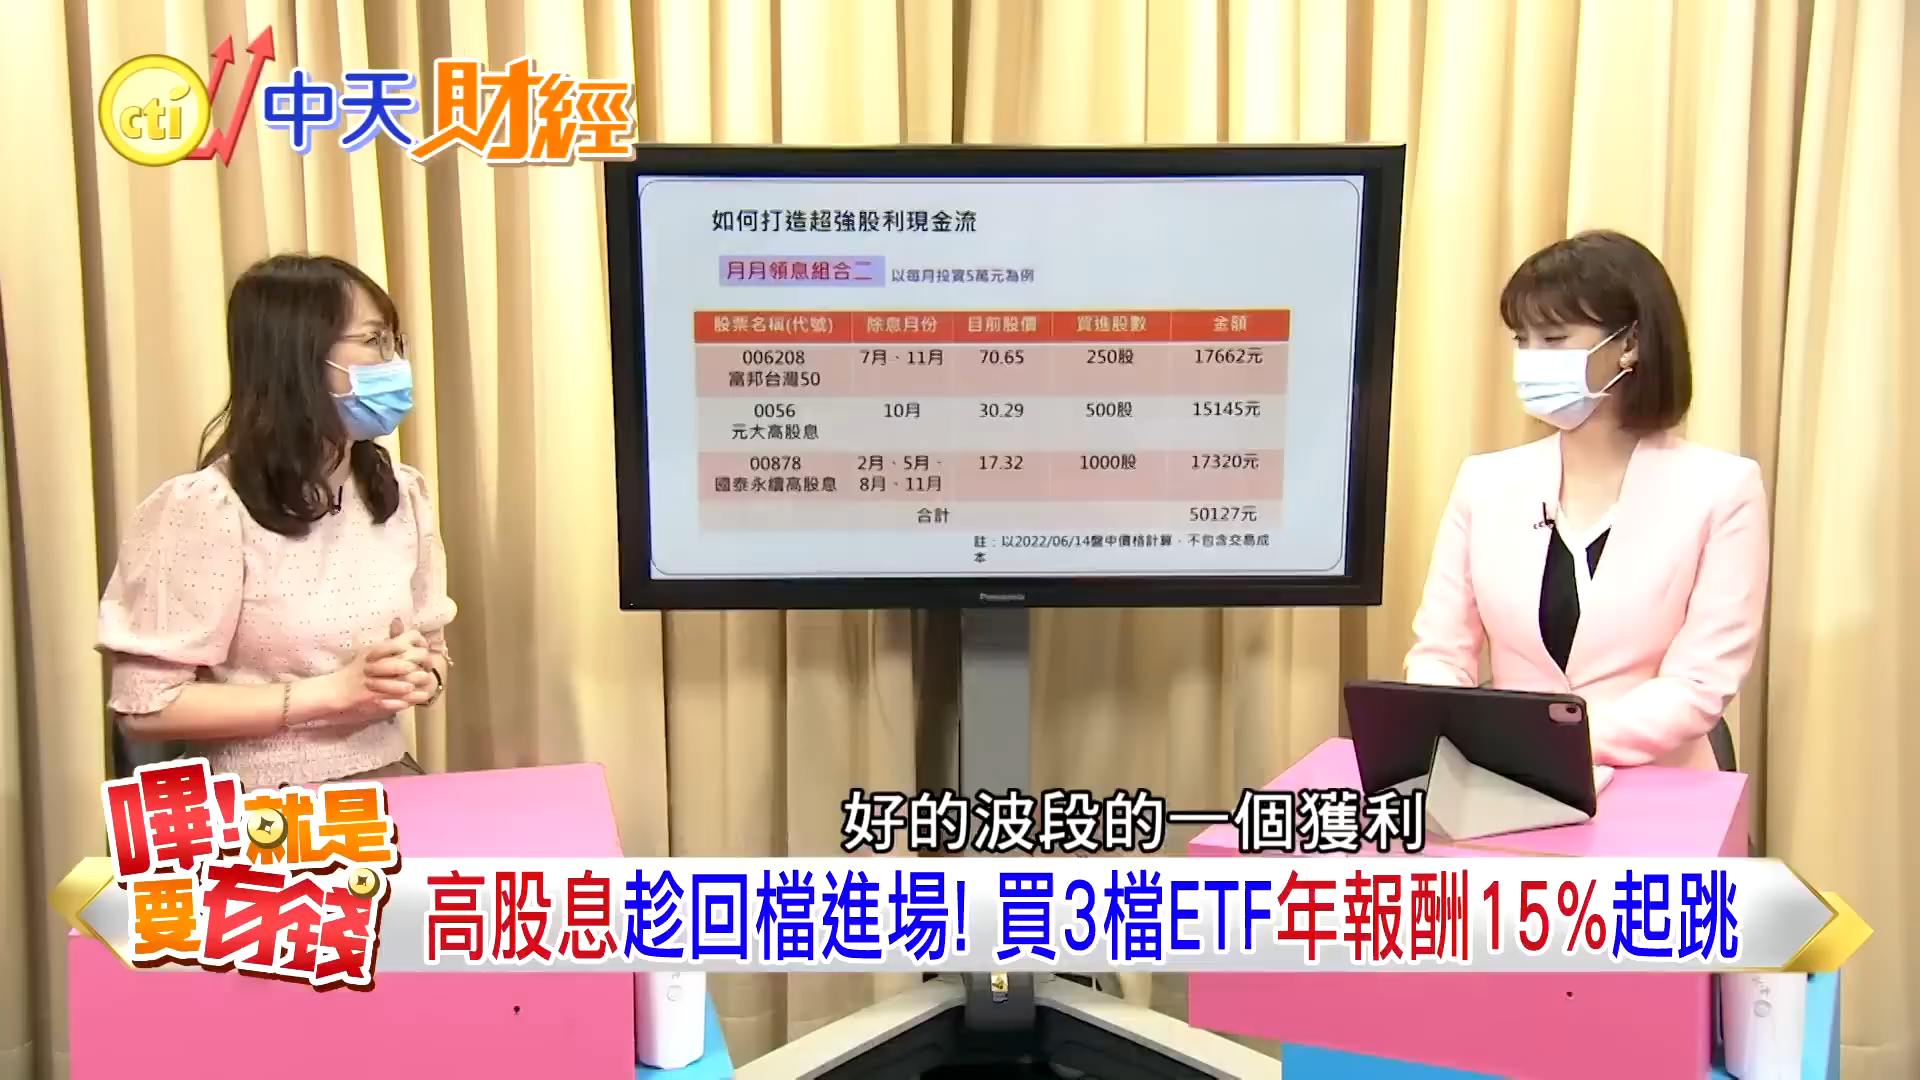 cti 中天財經
如何打造超強股利現金流
月月領息組合二 以每月投資5萬元為例
股票名稱(代號) 除息月份 目前股價 買進股數 金額
006208 7月、11月 70.65 250股 17662元
富邦台灣50
0056 10月 30.29 500股 15145元
元大高股息
00878 2月、5月、 17.32 1000股 17320元
國泰永續高股息 8月、11月
合計 50127元
註：以2022/06/14盤中價格計算，不包含交易成
本
Panasonic
好的波段的一個獲利
嗶!就是
要有錢
高股息趁回檔進場! 買3檔ETF年報酬15%起跳